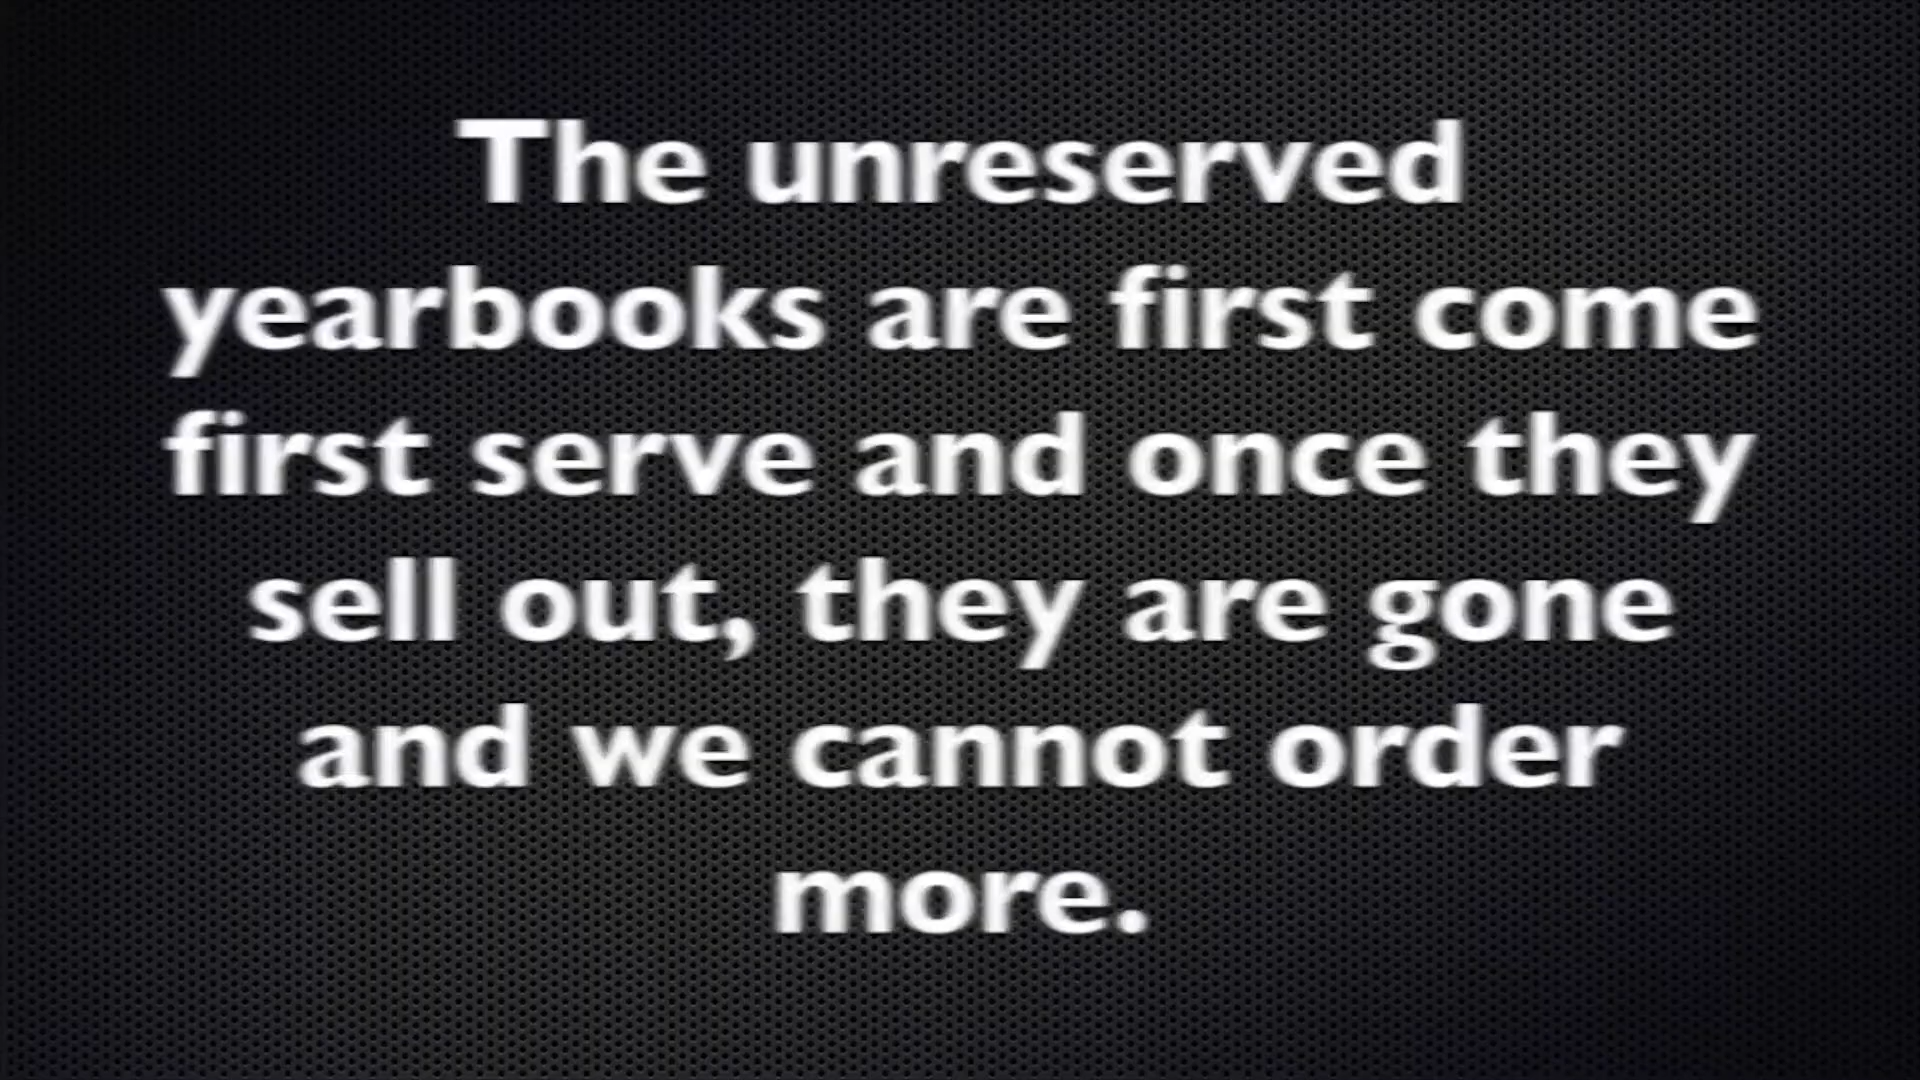 The unreserved
yearbooks are first come
first serve and once they
sell out, they are gone
and we cannot order
more.